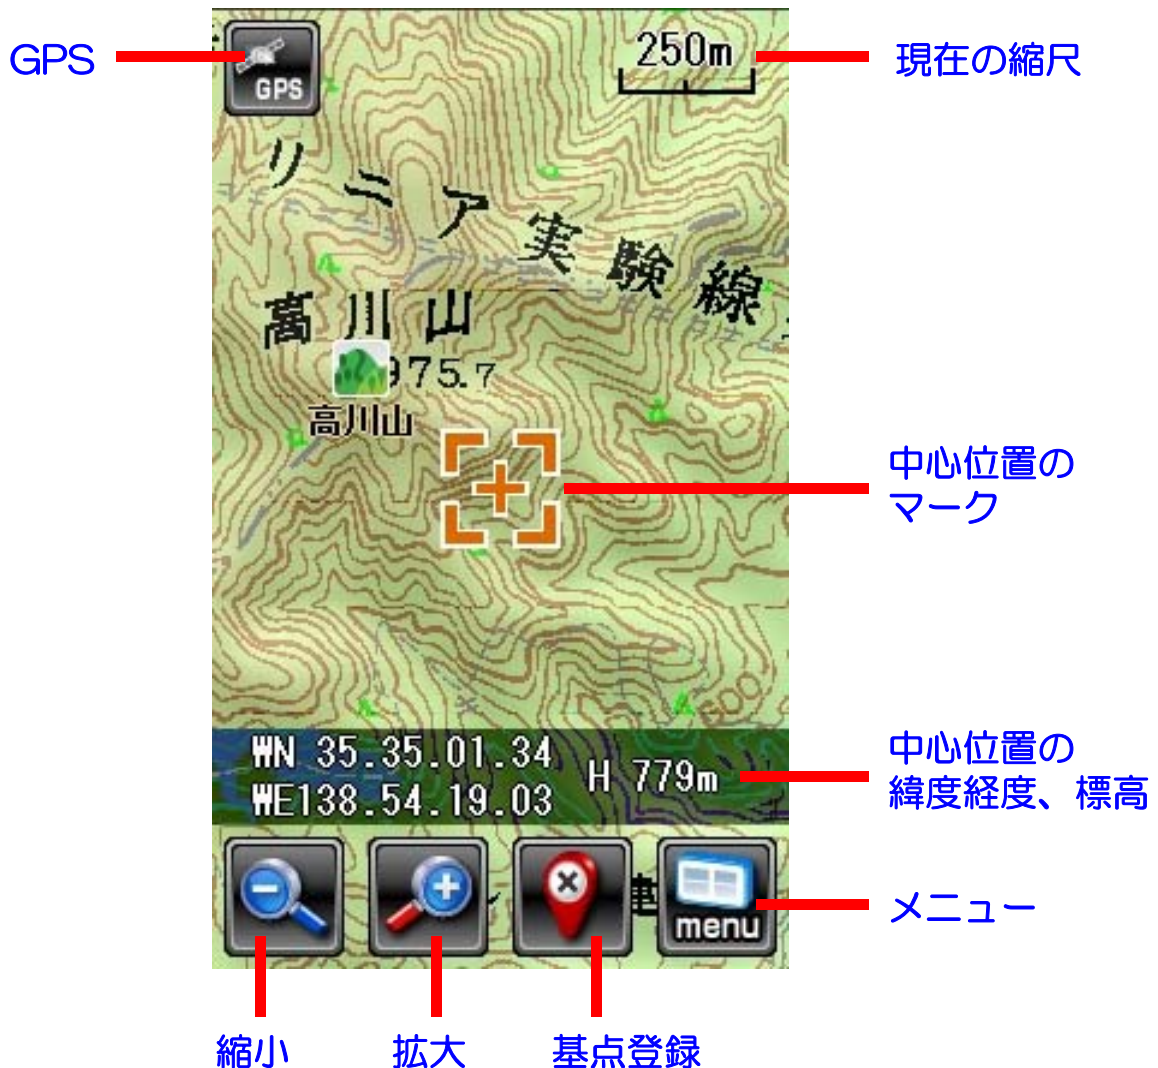 GPS
GPS
250m
現在の縮尺
リニア実験線
高川山
975.7
高川山
中心位置の
マーク
WN 35.35.01.34
WE138.54.19.03
H 779m
中心位置の
緯度経度、標高
menu
メニュー
縮小
拡大
基点登録